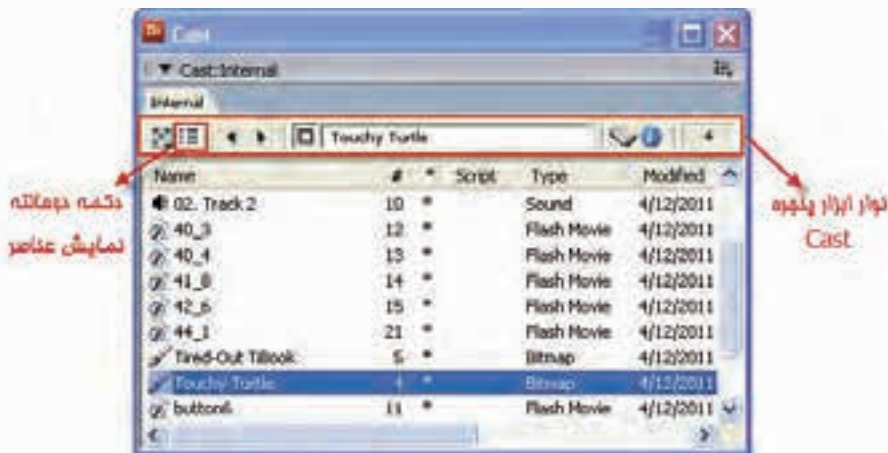 Cast
Cast:Internal
Internal
Touchy Turtle 4
Name # * Script Type Modified
02. Track 2 10 Sound 4/12/2011
40_3 12 * Flash Movie 4/12/2011
40_4 13 * Flash Movie 4/12/2011
41_8 14 * Flash Movie 4/12/2011
42_6 15 * Flash Movie 4/12/2011
44_1 21 * Flash Movie 4/12/2011
Tired-Out Tillook 5 * Bitmap 4/12/2011
Touchy Turtle 4 * Bitmap 4/12/2011
button6 11 * Flash Movie 4/12/2011
نوار ابزار پنجره
Cast
دکمه دوحالته
نمایش عناصر